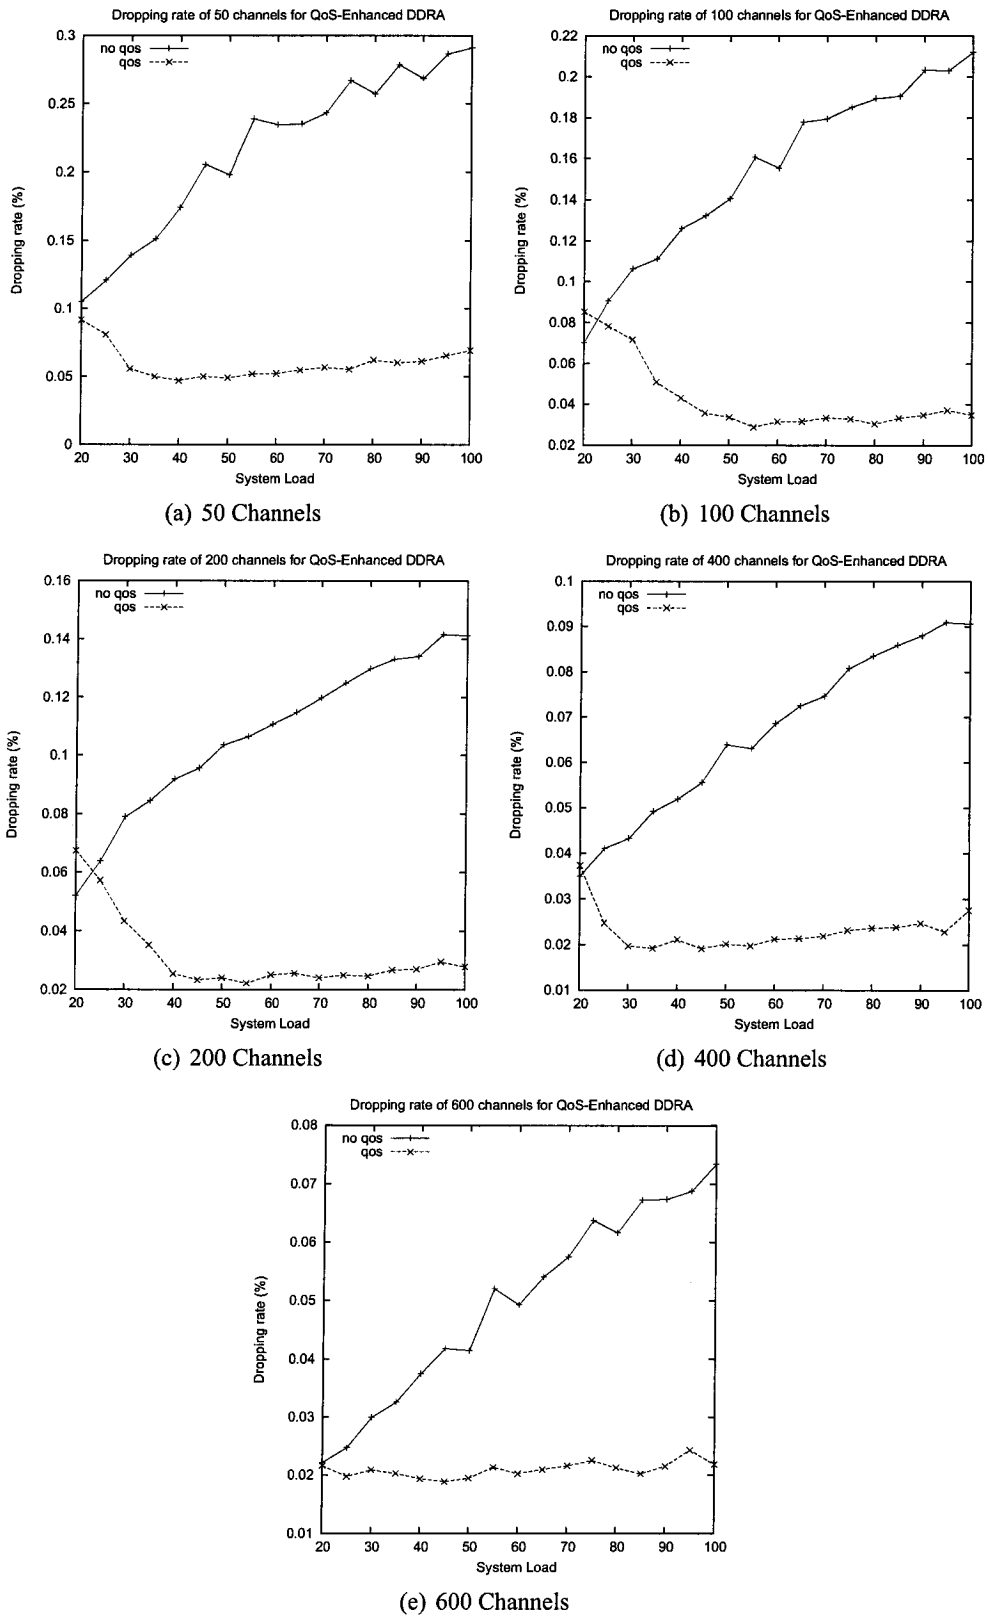 Dropping rate of 50 channels for QoS-Enhanced DDRA
no qos
qos
Dropping rate (%)
0.3
0.25
0.2
0.15
0.1
0.05
0
20 30 40 50 60 70 80 90 100
System Load
(a) 50 Channels
Dropping rate of 100 channels for QoS-Enhanced DDRA
no qos
qos
Dropping rate (%)
0.22
0.2
0.18
0.16
0.14
0.12
0.1
0.08
0.06
0.04
0.02
20 30 40 50 60 70 80 90 100
System Load
(b) 100 Channels
Dropping rate of 200 channels for QoS-Enhanced DDRA
no qos
qos
Dropping rate (%)
0.16
0.14
0.12
0.1
0.08
0.06
0.04
0.02
20 30 40 50 60 70 80 90 100
System Load
(c) 200 Channels
Dropping rate of 400 channels for QoS-Enhanced DDRA
no qos
qos
Dropping rate (%)
0.1
0.09
0.08
0.07
0.06
0.05
0.04
0.03
0.02
0.01
20 30 40 50 60 70 80 90 100
System Load
(d) 400 Channels
Dropping rate of 600 channels for QoS-Enhanced DDRA
no qos
qos
Dropping rate (%)
0.08
0.07
0.06
0.05
0.04
0.03
0.02
0.01
20 30 40 50 60 70 80 90 100
System Load
(e) 600 Channels